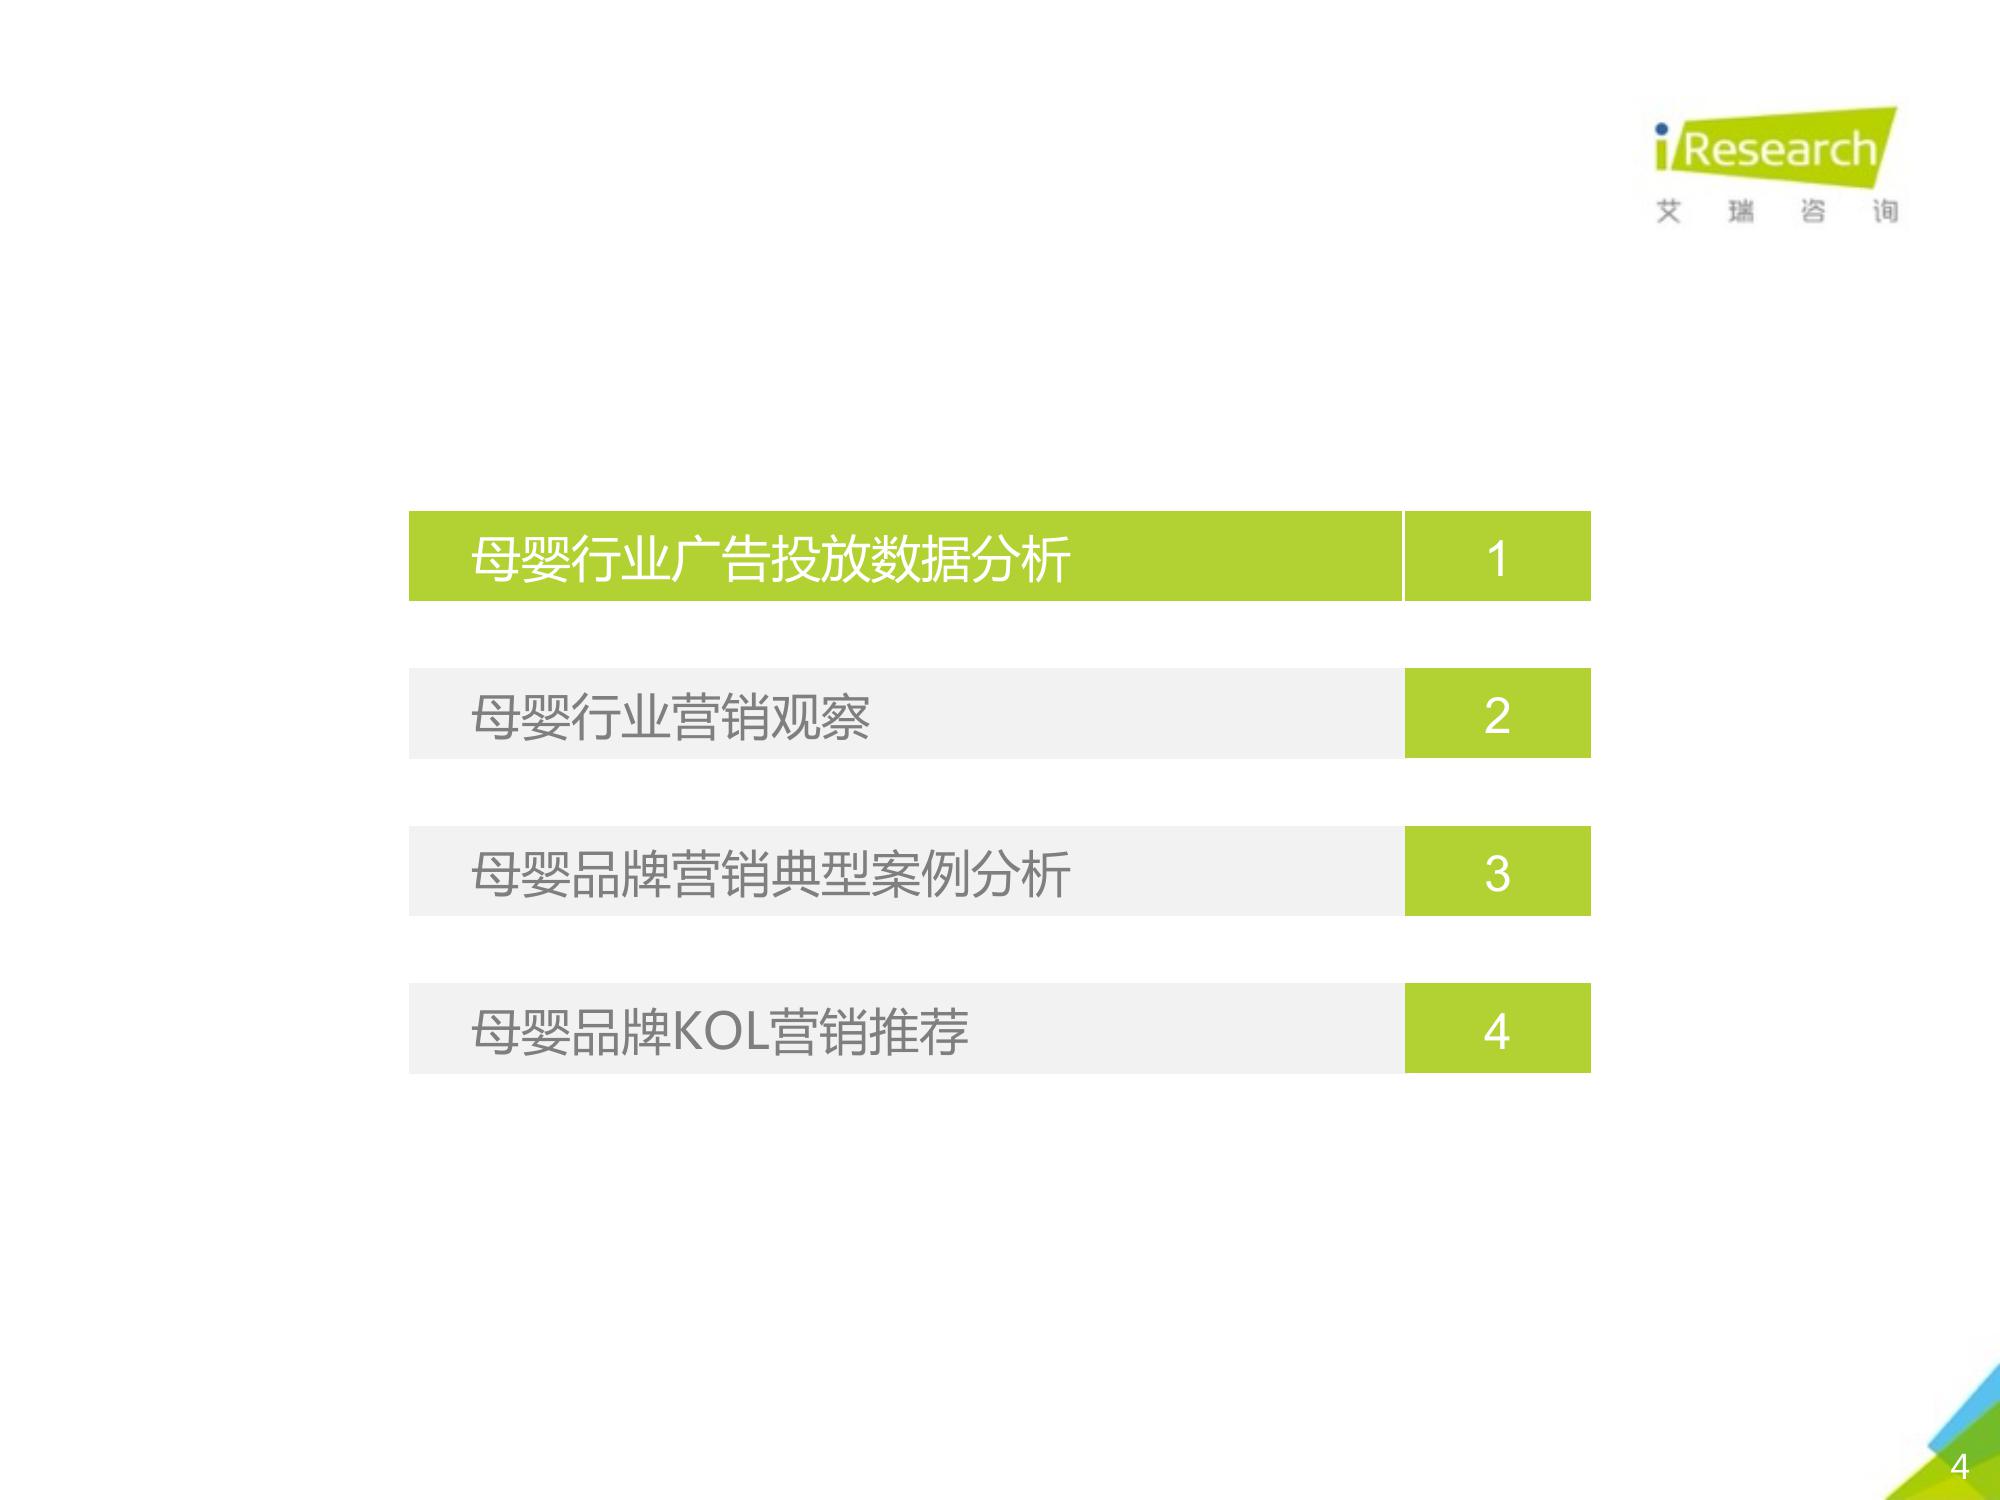 iResearch
艾瑞咨询
母婴行业广告投放数据分析 1
母婴行业营销观察 2
母婴品牌营销典型案例分析 3
母婴品牌KOL营销推荐 4
4